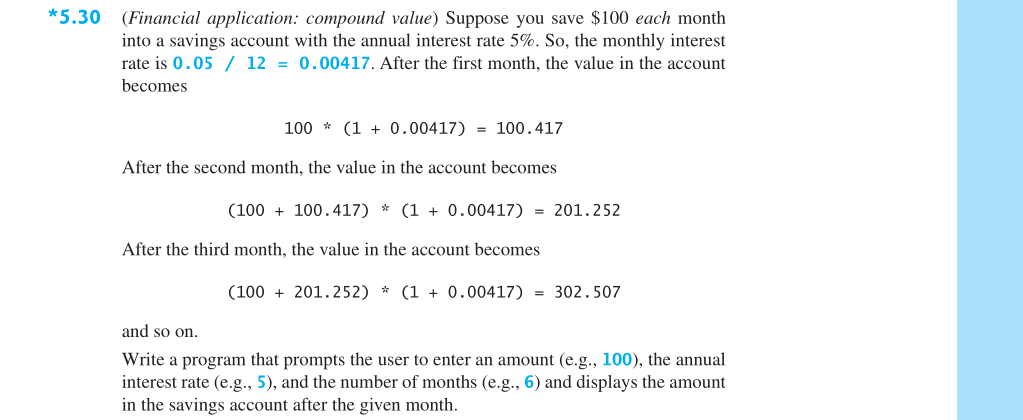 *5.30 (Financial application: compound value) Suppose you save $100 each month
into a savings account with the annual interest rate 5%. So, the monthly interest
rate is 0.05 / 12 = 0.00417. After the first month, the value in the account
becomes
100 * (1 + 0.00417) = 100.417
After the second month, the value in the account becomes
(100 + 100.417) * (1 + 0.00417) = 201.252
After the third month, the value in the account becomes
(100 + 201.252) * (1 + 0.00417) = 302.507
and so on.
Write a program that prompts the user to enter an amount (e.g., 100), the annual
interest rate (e.g., 5), and the number of months (e.g., 6) and displays the amount
in the savings account after the given month.